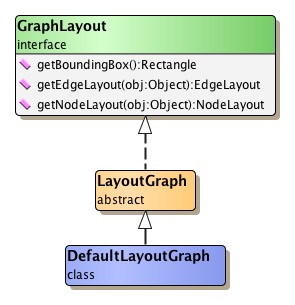 GraphLayout
interface
getBoundingBox():Rectangle
getEdgeLayout(obj:Object):EdgeLayout
getNodeLayout(obj:Object):NodeLayout
LayoutGraph
abstract
DefaultLayoutGraph
class